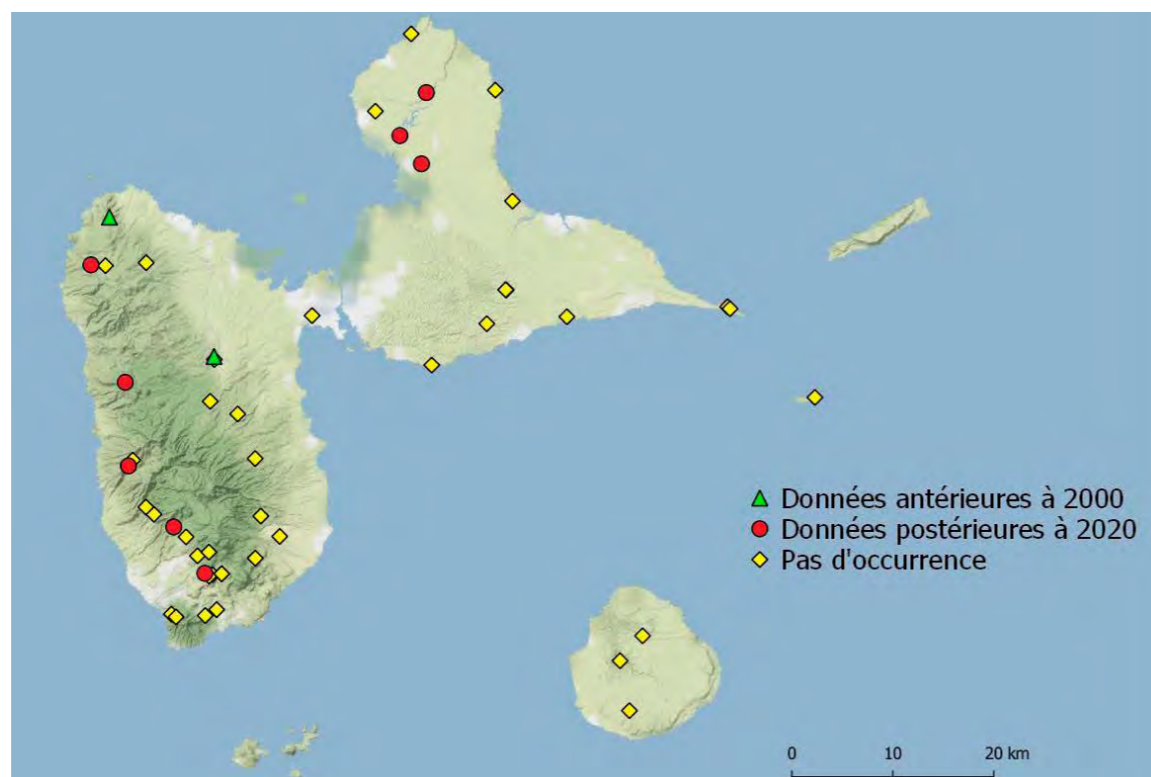 Données antérieures à 2000
Données postérieures à 2020
Pas d'occurrence
0 10 20 km